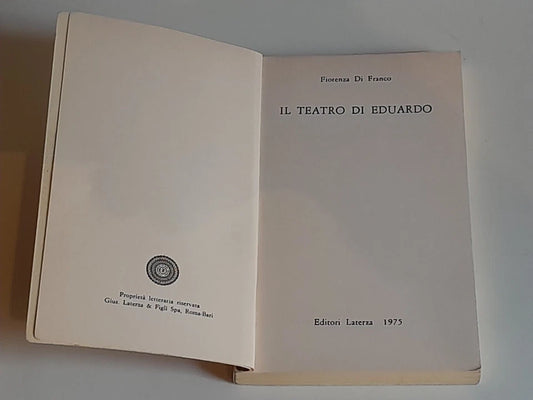 Proprietà letteraria riservata
Gius. Laterza & Figli Spa, Roma-Bari
Fiorenza Di Franco
IL TEATRO DI EDUARDO
Editori Laterza 1975